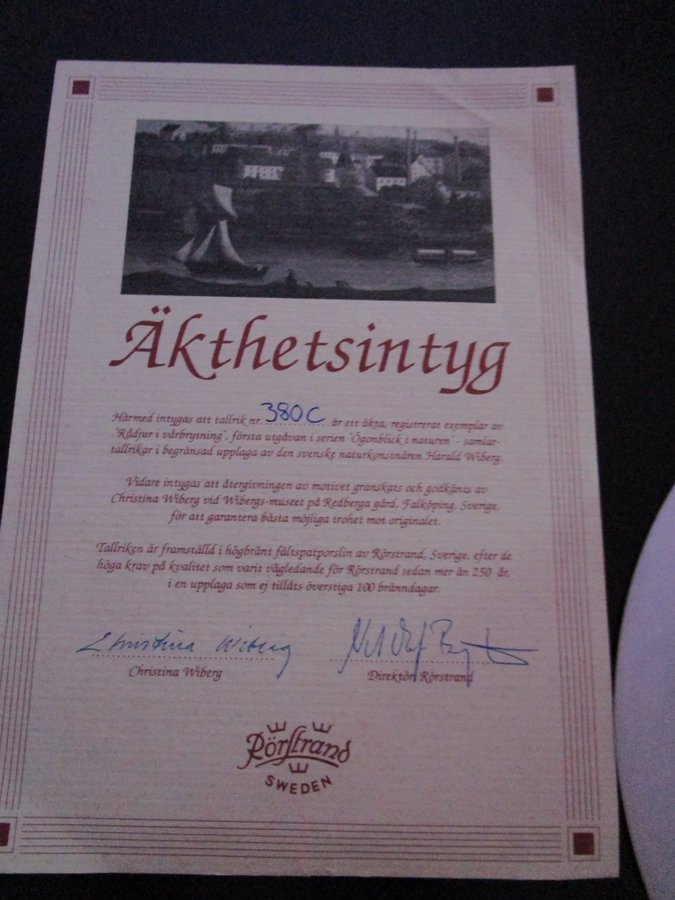 Äkthetsintyg
Härmed intygas att tallrik nr. 380 C är ett äkta, registrerat exemplar av
"Rådjur i vårbrytning", första utgåvan i serien "Ögonblick i naturen" - samlar-
tallrikar i begränsad upplaga av den svenske naturkonstnären Harald Wiberg.
Vidare intygas att återgivningen av motivet granskats och godkänts av
Christina Wiberg vid Wibergs-museet på Redberga gård, Falköping, Sverige,
för att garantera bästa möjliga trohet mot originalet.
Tallriken är framställd i högbränt fältspatporslin av Rörstrand, Sverige, efter de
höga krav på kvalitet som varit vägledande för Rörstrand sedan mer än 250 år,
i en upplaga som ej tillåts överstiga 100 bränndagar.
Christina Wiberg
Christina Wiberg
Direktör Rörstrand
Rörstrand
SWEDEN